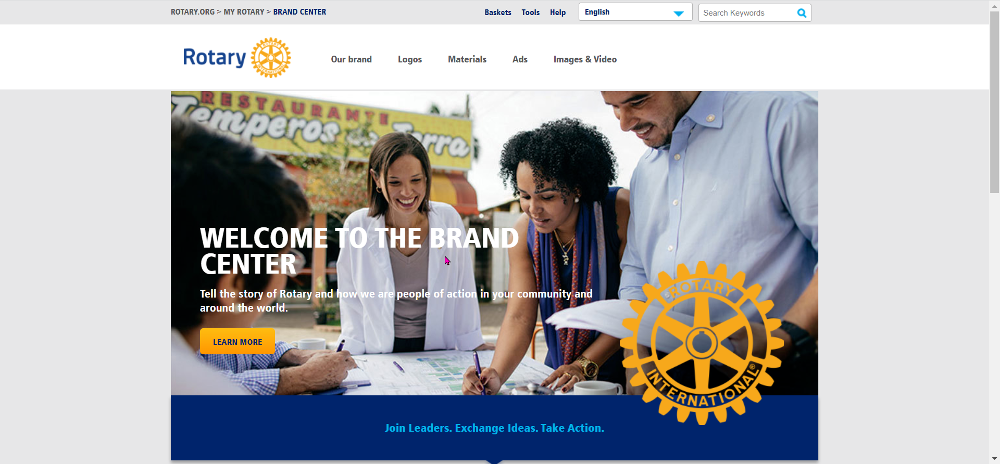 ROTARY.ORG > MY ROTARY > BRAND CENTER
Baskets Tools Help English Search Keywords
Rotary
ROTARY
INTERNATIONAL
Our brand Logos Materials Ads Images & Video
RESTAURANTE
Temperos da Terra
WELCOME TO THE BRAND
CENTER
Tell the story of Rotary and how we are people of action in your community and
around the world.
LEARN MORE
ROTARY
INTERNATIONAL®
Join Leaders. Exchange Ideas. Take Action.